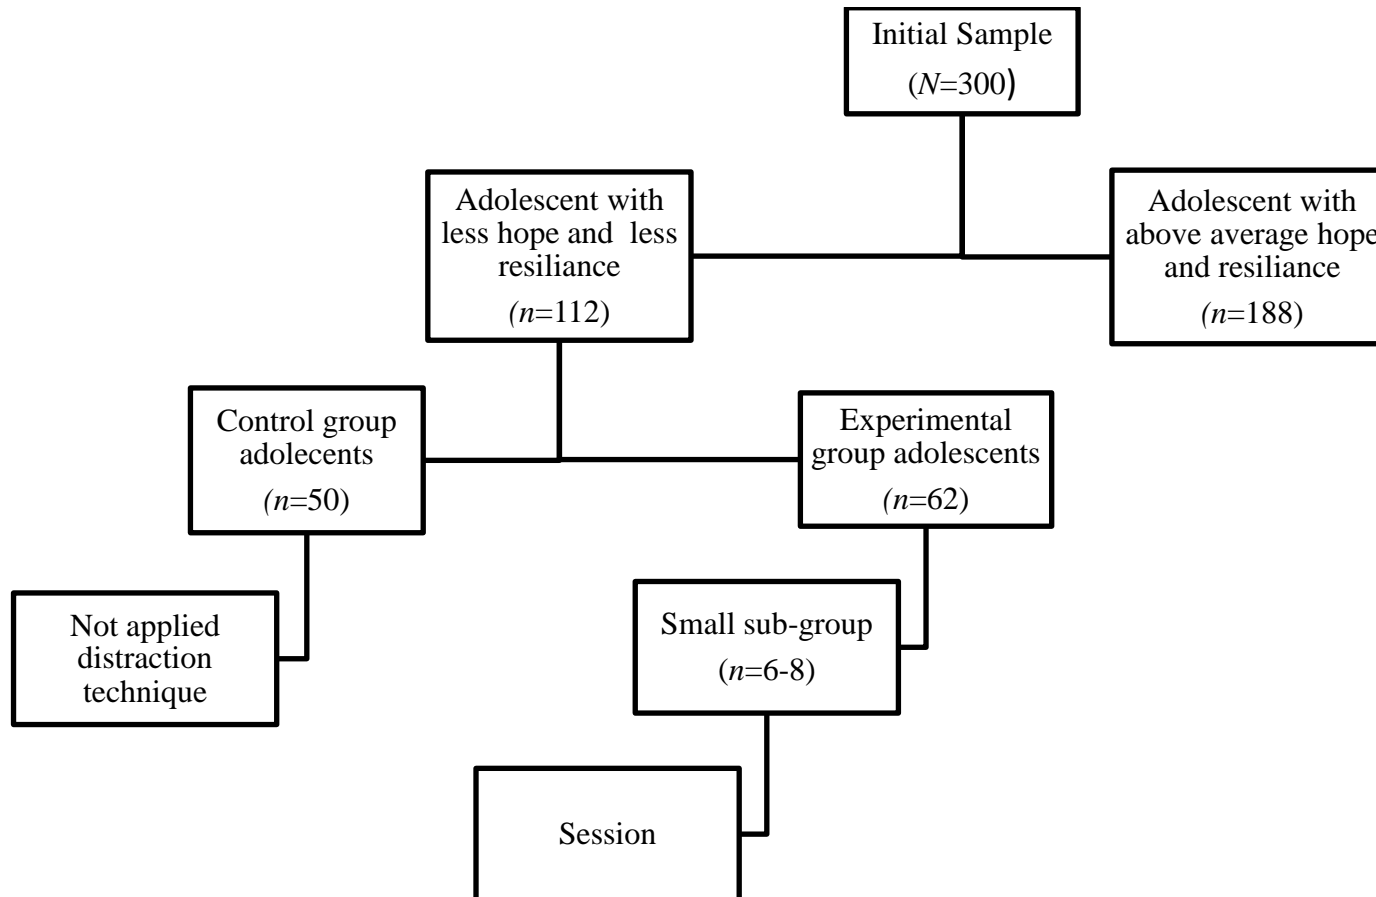 Initial Sample
(N=300)
Adolescent with
less hope and less
resiliance
(n=112)
Adolescent with
above average hope
and resiliance
(n=188)
Control group
adolecents
(n=50)
Experimental
group adolescents
(n=62)
Not applied
distraction
technique
Small sub-group
(n=6-8)
Session